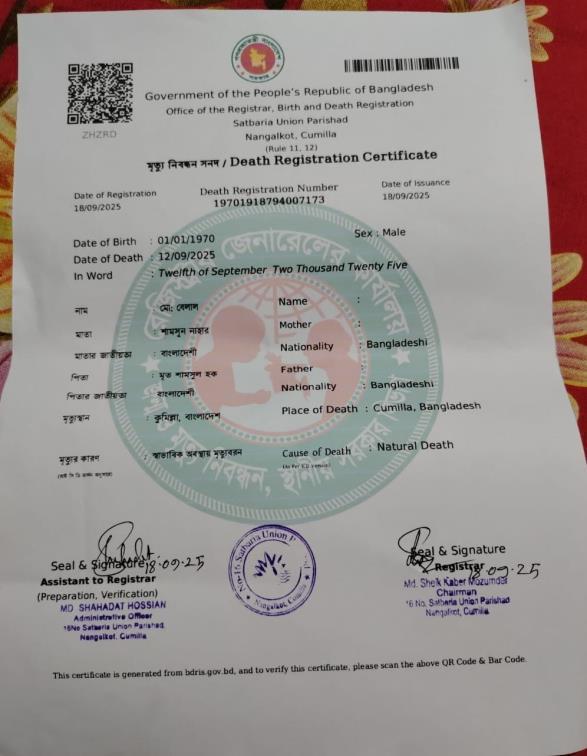 ZHZRD
Government of the People's Republic of Bangladesh
Office of the Registrar, Birth and Death Registration
Satbaria Union Parishad
Nangalkot, Cumilla
(Rule 11, 12)
মৃত্যু নিবন্ধন সনদ / Death Registration Certificate
Date of Registration Death Registration Number Date of Issuance
18/09/2025 19701918794007173 18/09/2025
Date of Birth : 01/01/1970 Sex : Male
Date of Death : 12/09/2025
In Word : Twelfth of September Two Thousand Twenty Five
নাম : মো: বেলাল Name :
মাতা : শামসুন নাহার Mother :
মাতার জাতীয়তা : বাংলাদেশী Nationality : Bangladeshi
পিতা : মৃত শামসুল হক Father :
পিতার জাতীয়তা : বাংলাদেশী Nationality : Bangladeshi
মৃত্যুস্থান : কুমিল্লা, বাংলাদেশ Place of Death : Cumilla, Bangladesh
মৃত্যুর কারণ : স্বাভাবিক অবস্থায় মৃত্যুবরন Cause of Death : Natural Death
Seal & Signature 18.09.25 Seal & Signature
Assistant to Registrar Registrar 18.09.25
(Preparation, Verification) Md. Sheik Kaber Mozumder
MD SHAHADAT HOSSIAN Chairman
Administrative Officer 16 No. Satbaria Union Parishad
16No Satbaria Union Parishad. Nangalkot, Cumilla
Nangalkot. Cumilla
This certificate is generated from bdris.gov.bd, and to verify this certificate, please scan the above QR Code & Bar Code.